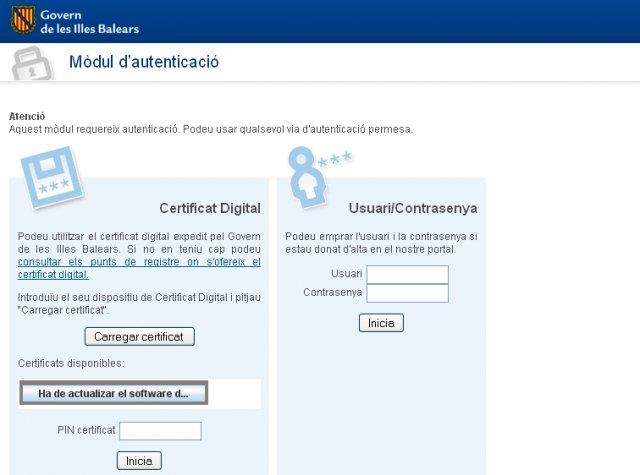 Govern
de les Illes Balears
Mòdul d'autenticació
Atenció
Aquest mòdul requereix autenticació. Podeu usar qualsevol via d'autenticació permesa.
***
Certificat Digital
Podeu utilitzar el certificat digital expedit pel Govern
de les Illes Balears. Si no en teniu cap podeu
consultar els punts de registre on s'ofereix el
certificat digital.
Introduïu el seu dispositiu de Certificat Digital i pitjau
"Carregar certificat".
Carregar certificat
Certificats disponibles:
Ha de actualizar el software d...
PIN certificat
Inicia
***
Usuari/Contrasenya
Podeu emprar l'usuari i la contrasenya si
estau donat d'alta en el nostre portal.
Usuari
Contrasenya
Inicia